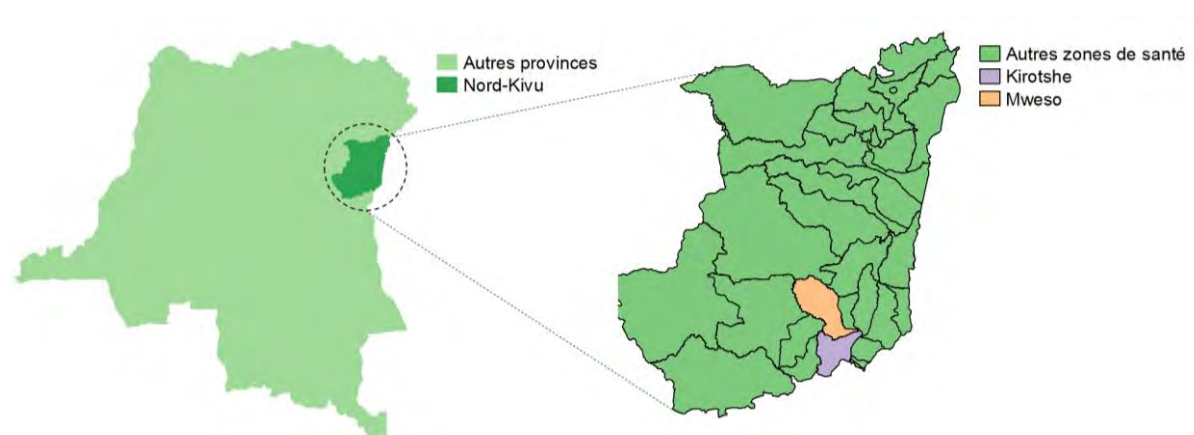 Autres provinces
Nord-Kivu
Autres zones de santé
Kirotshe
Mweso